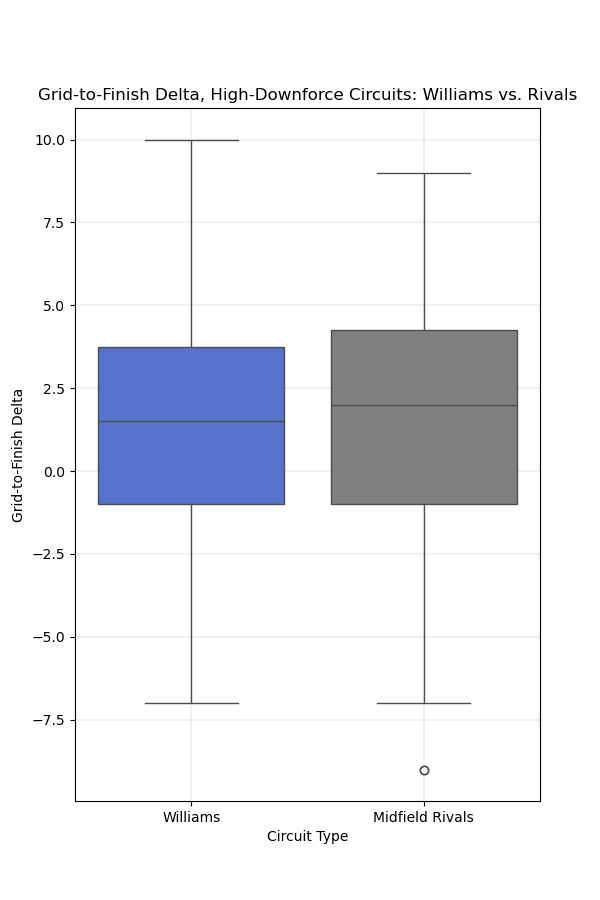 Grid-to-Finish Delta, High-Downforce Circuits: Williams vs. Rivals
10.0
7.5
5.0
2.5
0.0
−2.5
−5.0
−7.5
Grid-to-Finish Delta
Williams
Midfield Rivals
Circuit Type